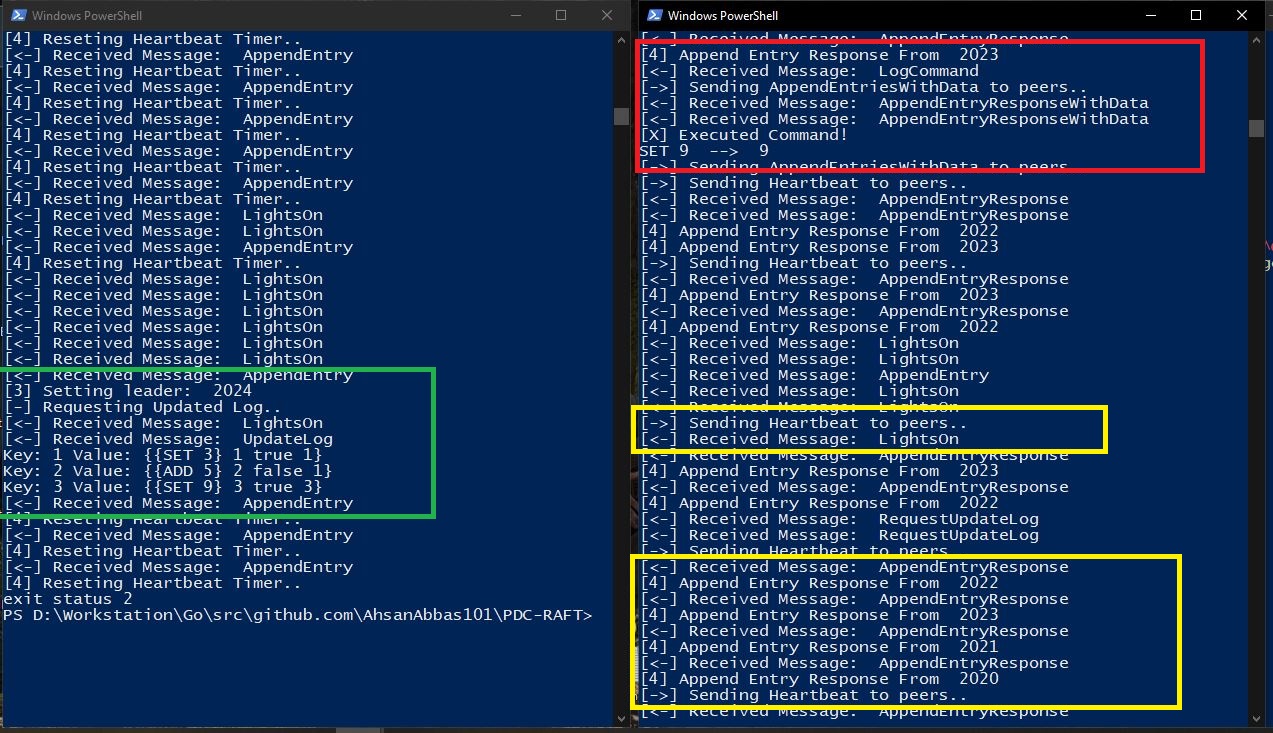 Windows PowerShell
[4] Reseting Heartbeat Timer..
[<-] Received Message:  AppendEntry
[4] Reseting Heartbeat Timer..
[<-] Received Message:  AppendEntry
[4] Reseting Heartbeat Timer..
[<-] Received Message:  AppendEntry
[4] Reseting Heartbeat Timer..
[<-] Received Message:  AppendEntry
[4] Reseting Heartbeat Timer..
[<-] Received Message:  AppendEntry
[4] Reseting Heartbeat Timer..
[<-] Received Message:  LightsOn
[<-] Received Message:  LightsOn
[<-] Received Message:  AppendEntry
[4] Reseting Heartbeat Timer..
[<-] Received Message:  LightsOn
[<-] Received Message:  LightsOn
[<-] Received Message:  LightsOn
[<-] Received Message:  LightsOn
[<-] Received Message:  LightsOn
[<-] Received Message:  LightsOn
[<-] Received Message:  AppendEntry
[3] Setting leader:  2024
[-] Requesting Updated Log..
[<-] Received Message:  LightsOn
[<-] Received Message:  UpdateLog
Key: 1 Value: {{SET 3} 1 true 1}
Key: 2 Value: {{ADD 5} 2 false 1}
Key: 3 Value: {{SET 9} 3 true 3}
[<-] Received Message:  AppendEntry
[4] Reseting Heartbeat Timer..
[<-] Received Message:  AppendEntry
[4] Reseting Heartbeat Timer..
[<-] Received Message:  AppendEntry
[4] Reseting Heartbeat Timer..
exit status 2
PS D:\Workstation\Go\src\github.com\AhsanAbbas101\PDC-RAFT>
Windows PowerShell
[<-] Received Message:  AppendEntryResponse
[4] Append Entry Response From  2023
[<-] Received Message:  LogCommand
[->] Sending AppendEntriesWithData to peers..
[<-] Received Message:  AppendEntryResponseWithData
[<-] Received Message:  AppendEntryResponseWithData
[X] Executed Command!
SET 9  -->  9
[->] Sending AppendEntriesWithData to peers..
[->] Sending Heartbeat to peers..
[<-] Received Message:  AppendEntryResponse
[<-] Received Message:  AppendEntryResponse
[4] Append Entry Response From  2022
[4] Append Entry Response From  2023
[->] Sending Heartbeat to peers..
[<-] Received Message:  AppendEntryResponse
[4] Append Entry Response From  2023
[<-] Received Message:  AppendEntryResponse
[4] Append Entry Response From  2022
[<-] Received Message:  LightsOn
[<-] Received Message:  LightsOn
[<-] Received Message:  AppendEntry
[<-] Received Message:  LightsOn
[<-] Received Message:  LightsOn
[->] Sending Heartbeat to peers..
[<-] Received Message:  LightsOn
[<-] Received Message:  AppendEntryResponse
[4] Append Entry Response From  2023
[<-] Received Message:  AppendEntryResponse
[4] Append Entry Response From  2022
[<-] Received Message:  RequestUpdateLog
[<-] Received Message:  RequestUpdateLog
[->] Sending Heartbeat to peers..
[<-] Received Message:  AppendEntryResponse
[4] Append Entry Response From  2022
[<-] Received Message:  AppendEntryResponse
[4] Append Entry Response From  2023
[<-] Received Message:  AppendEntryResponse
[4] Append Entry Response From  2021
[<-] Received Message:  AppendEntryResponse
[4] Append Entry Response From  2020
[->] Sending Heartbeat to peers..
[<-] Received Message:  AppendEntryResponse